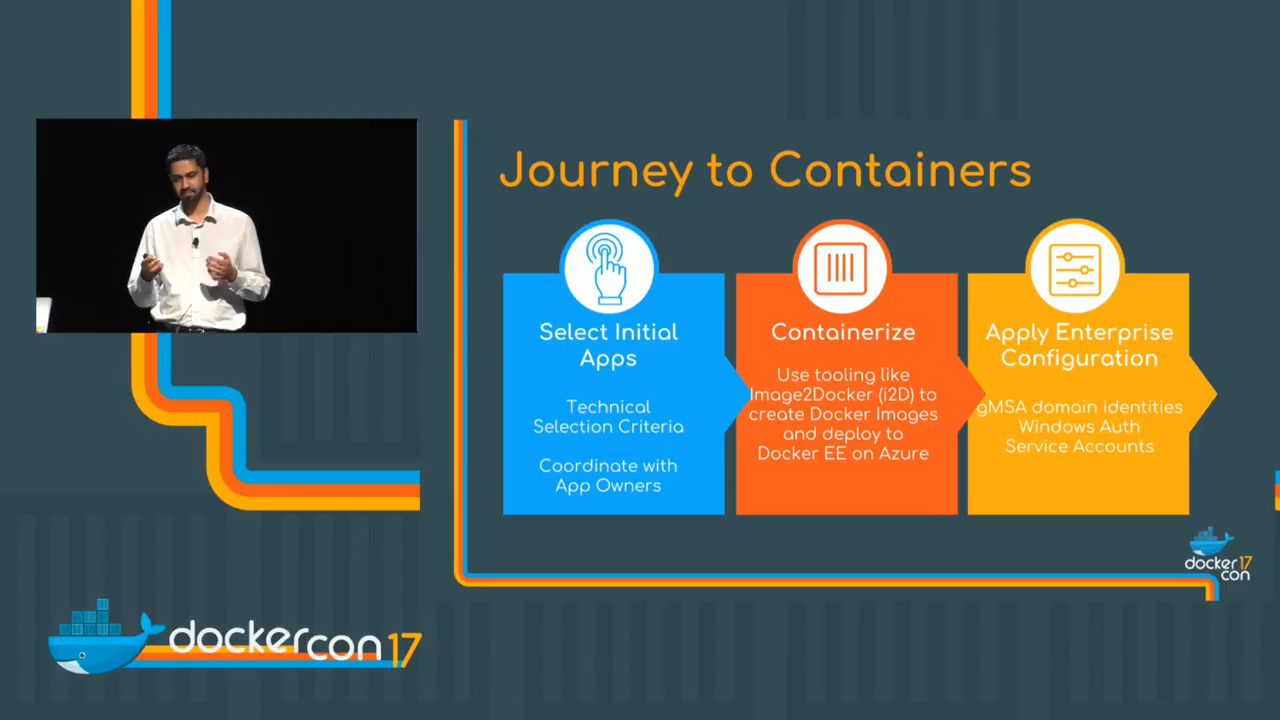 Journey to Containers
Select Initial
Apps
Technical
Selection Criteria
Coordinate with
App Owners
Containerize
Use tooling like
Image2Docker (i2D) to
create Docker Images
and deploy to
Docker EE on Azure
Apply Enterprise
Configuration
gMSA domain identities
Windows Auth
Service Accounts
docker 17
con
dockercon 17